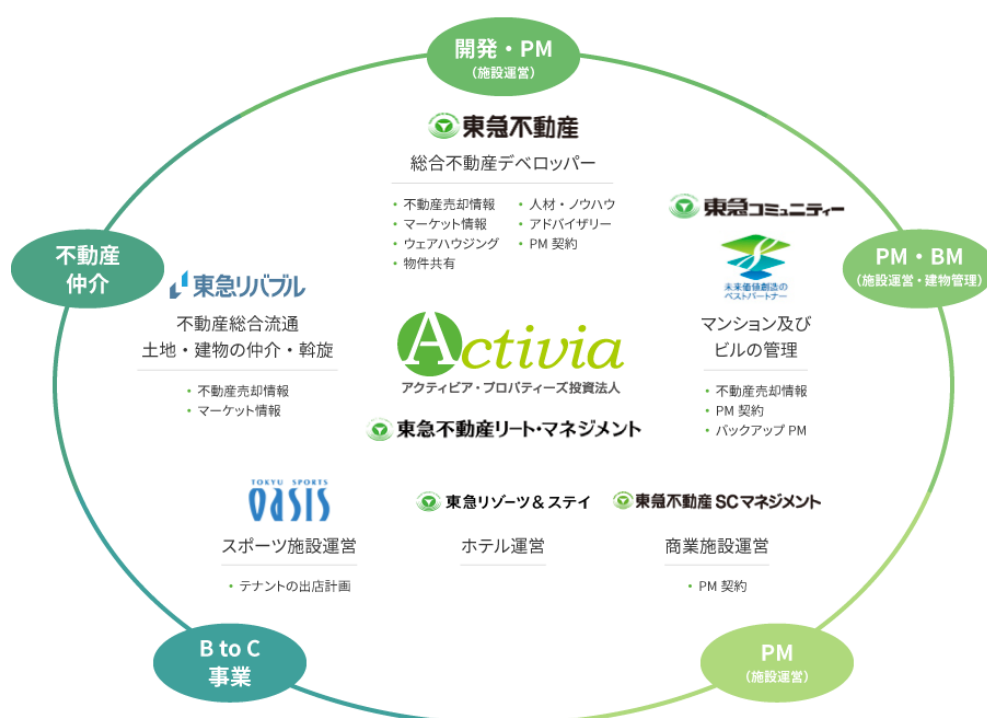 開発・PM
（施設運営）
東急不動産
総合不動産デベロッパー
・不動産売却情報
・マーケット情報
・ウェアハウジング
・物件共有
・人材・ノウハウ
・アドバイザリー
・PM 契約
不動産
仲介
東急リバブル
不動産総合流通
土地・建物の仲介・斡旋
・不動産売却情報
・マーケット情報
東急コミュニティー
未来価値創造の
ベストパートナー
マンション及び
ビルの管理
・不動産売却情報
・PM 契約
・バックアップ PM
PM・BM
（施設運営・建物管理）
Activia
アクティビア・プロパティーズ投資法人
東急不動産リート・マネジメント
TOKYU SPORTS
OASIS
スポーツ施設運営
・テナントの出店計画
東急リゾーツ＆ステイ
ホテル運営
東急不動産 SCマネジメント
商業施設運営
・PM 契約
B to C
事業
PM
（施設運営）